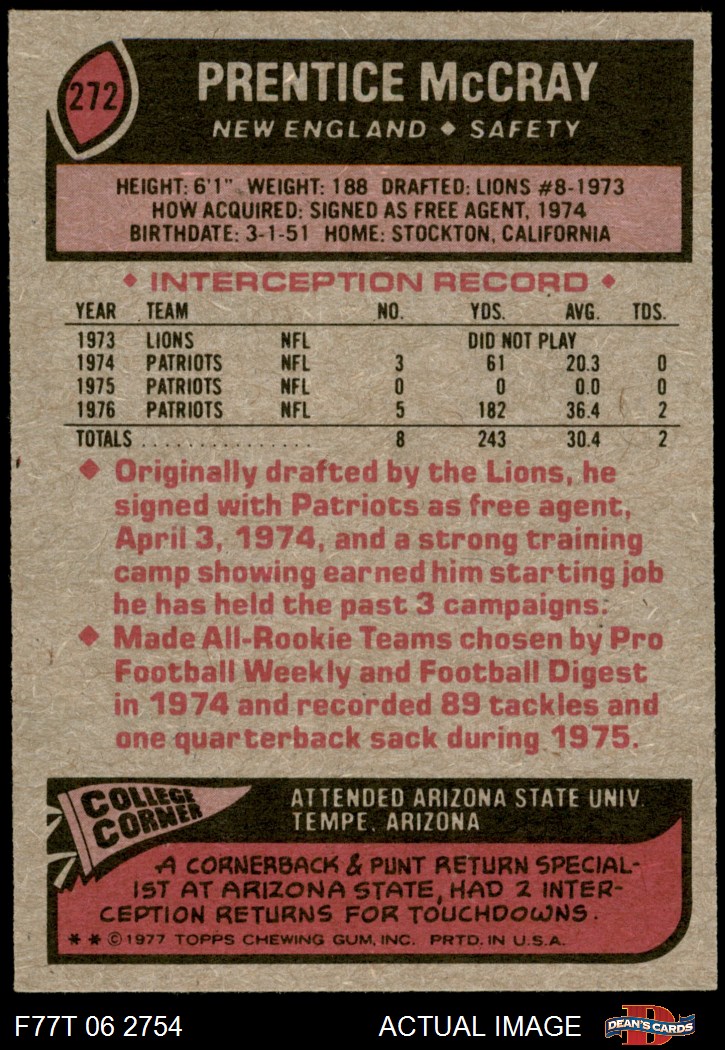 272
PRENTICE McCRAY
NEW ENGLAND ◆ SAFETY
HEIGHT: 6'1" WEIGHT: 188 DRAFTED: LIONS #8-1973
HOW ACQUIRED: SIGNED AS FREE AGENT, 1974
BIRTHDATE: 3-1-51 HOME: STOCKTON, CALIFORNIA
◆ INTERCEPTION RECORD ◆
YEAR TEAM NO. YDS. AVG. TDS.
1973 LIONS NFL DID NOT PLAY
1974 PATRIOTS NFL 3 61 20.3 0
1975 PATRIOTS NFL 0 0 0.0 0
1976 PATRIOTS NFL 5 182 36.4 2
TOTALS . . . . . . . . . . . . . . . 8 243 30.4 2
◆ Originally drafted by the Lions, he
signed with Patriots as free agent,
April 3, 1974, and a strong training
camp showing earned him starting job
he has held the past 3 campaigns.
◆ Made All-Rookie Teams chosen by Pro
Football Weekly and Football Digest
in 1974 and recorded 89 tackles and
one quarterback sack during 1975.
COLLEGE
CORNER
ATTENDED ARIZONA STATE UNIV.
TEMPE, ARIZONA
A CORNERBACK & PUNT RETURN SPECIAL-
IST AT ARIZONA STATE, HAD 2 INTER-
CEPTION RETURNS FOR TOUCHDOWNS.
* * © 1977 TOPPS CHEWING GUM, INC. PRTD. IN U.S.A.
F77T 06 2754
ACTUAL IMAGE
D
DEAN'S CARDS